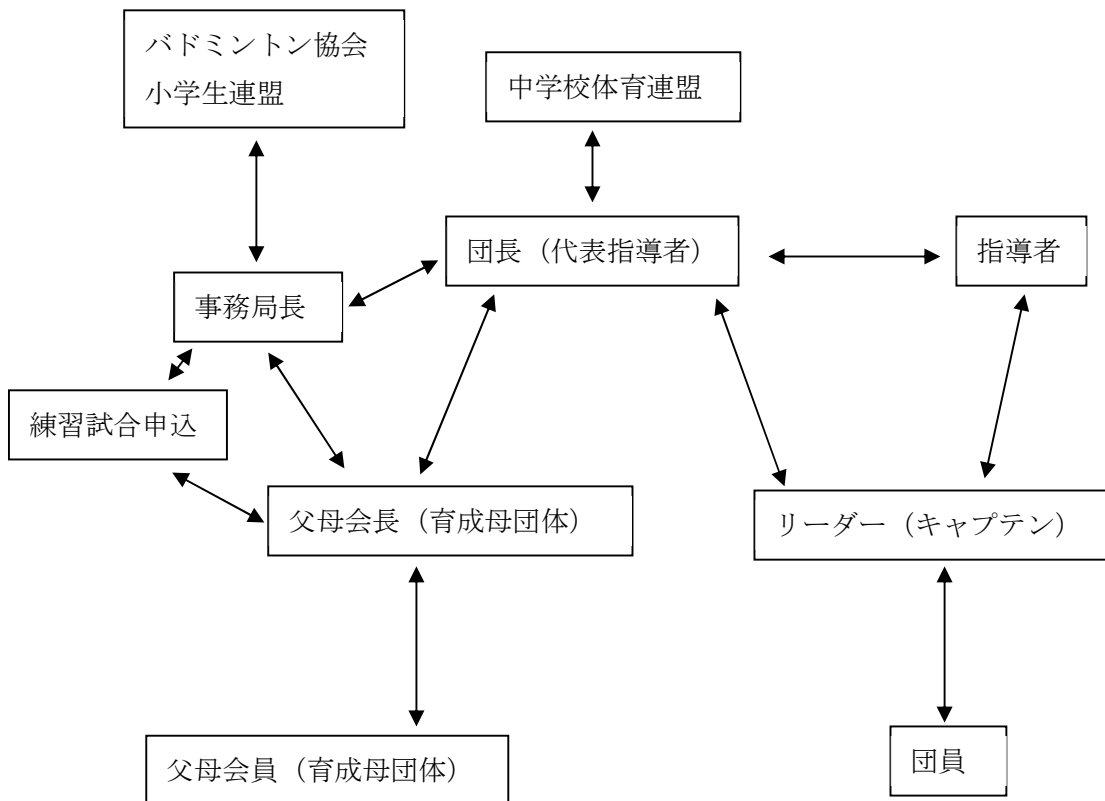 バドミントン協会
小学生連盟
中学校体育連盟
団長（代表指導者）
指導者
事務局長
練習試合申込
父母会長（育成母団体）
リーダー（キャプテン）
父母会員（育成母団体）
団員